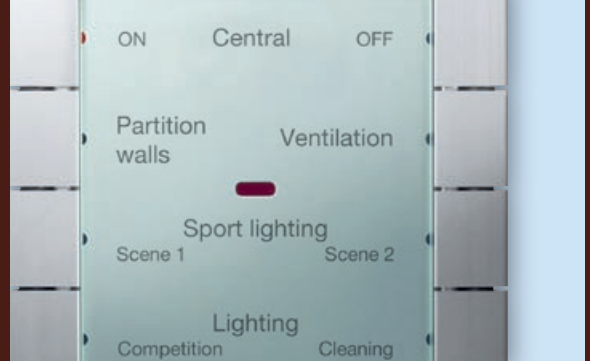 ON Central OFF
Partition
walls
Ventilation
Sport lighting
Scene 1 Scene 2
Lighting
Competition Cleaning